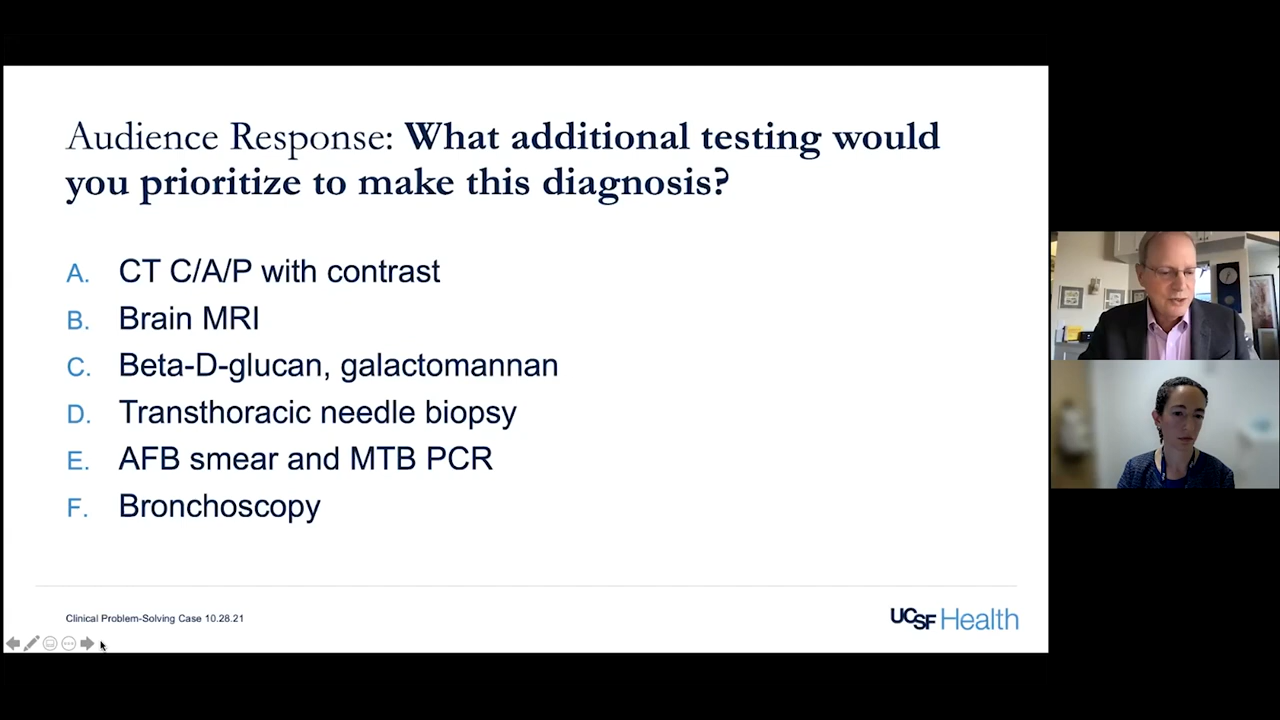 Audience Response: What additional testing would
you prioritize to make this diagnosis?
A. CT C/A/P with contrast
B. Brain MRI
C. Beta-D-glucan, galactomannan
D. Transthoracic needle biopsy
E. AFB smear and MTB PCR
F. Bronchoscopy
Clinical Problem-Solving Case 10.28.21
UCSF Health